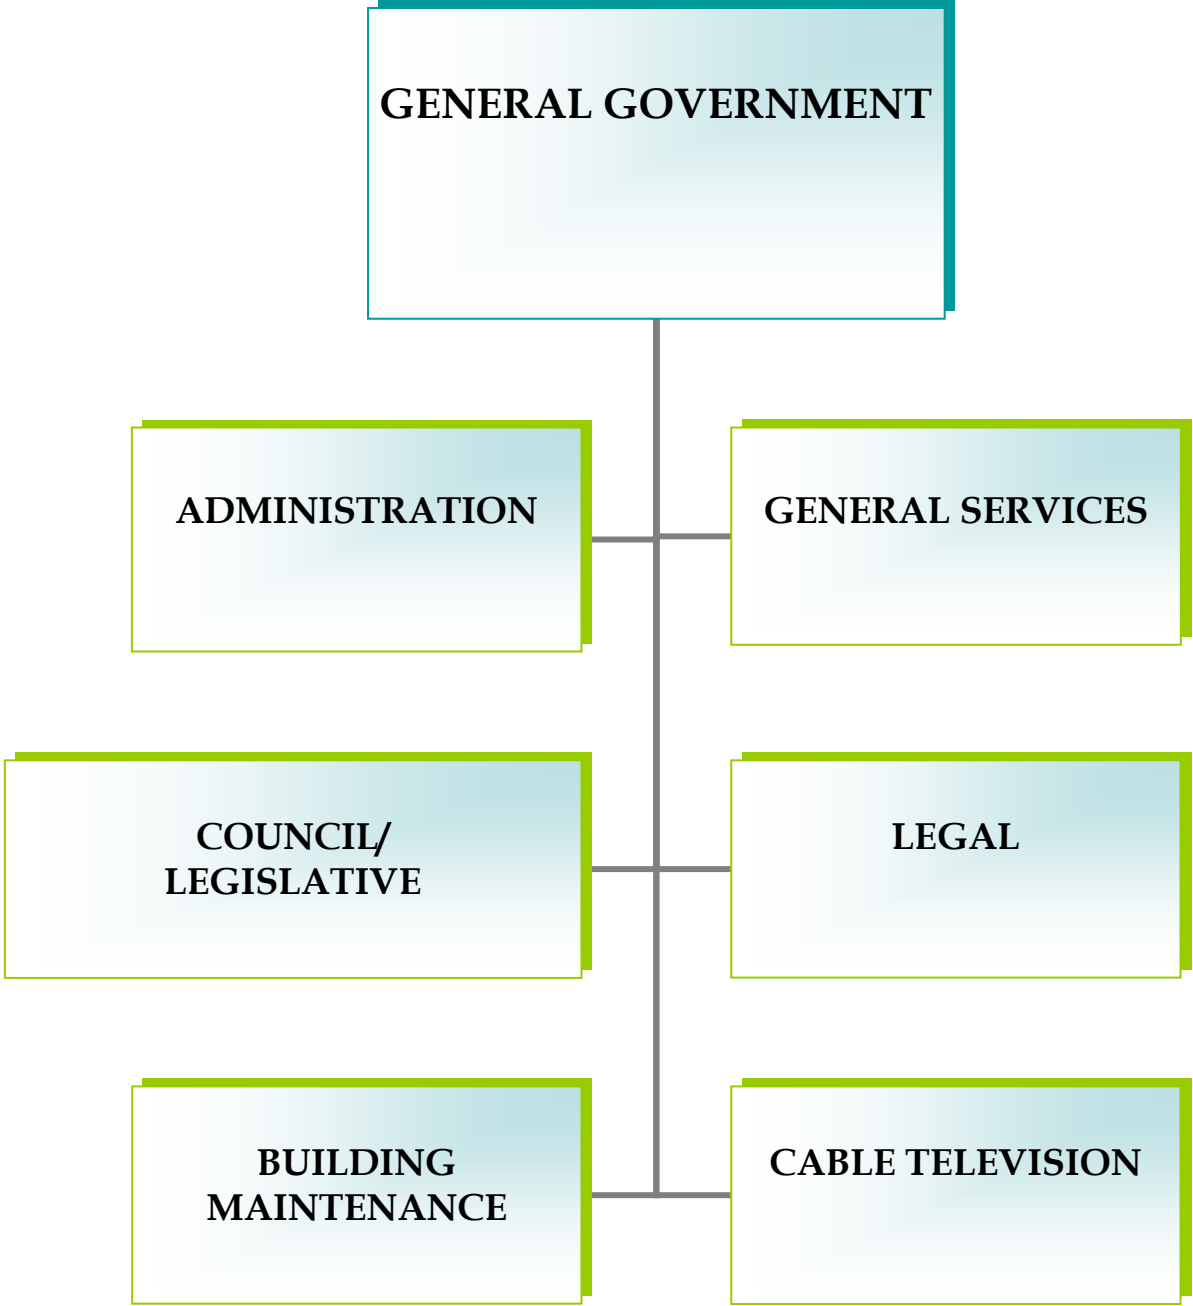 GENERAL GOVERNMENT
ADMINISTRATION
GENERAL SERVICES
COUNCIL/
LEGISLATIVE
LEGAL
BUILDING
MAINTENANCE
CABLE TELEVISION